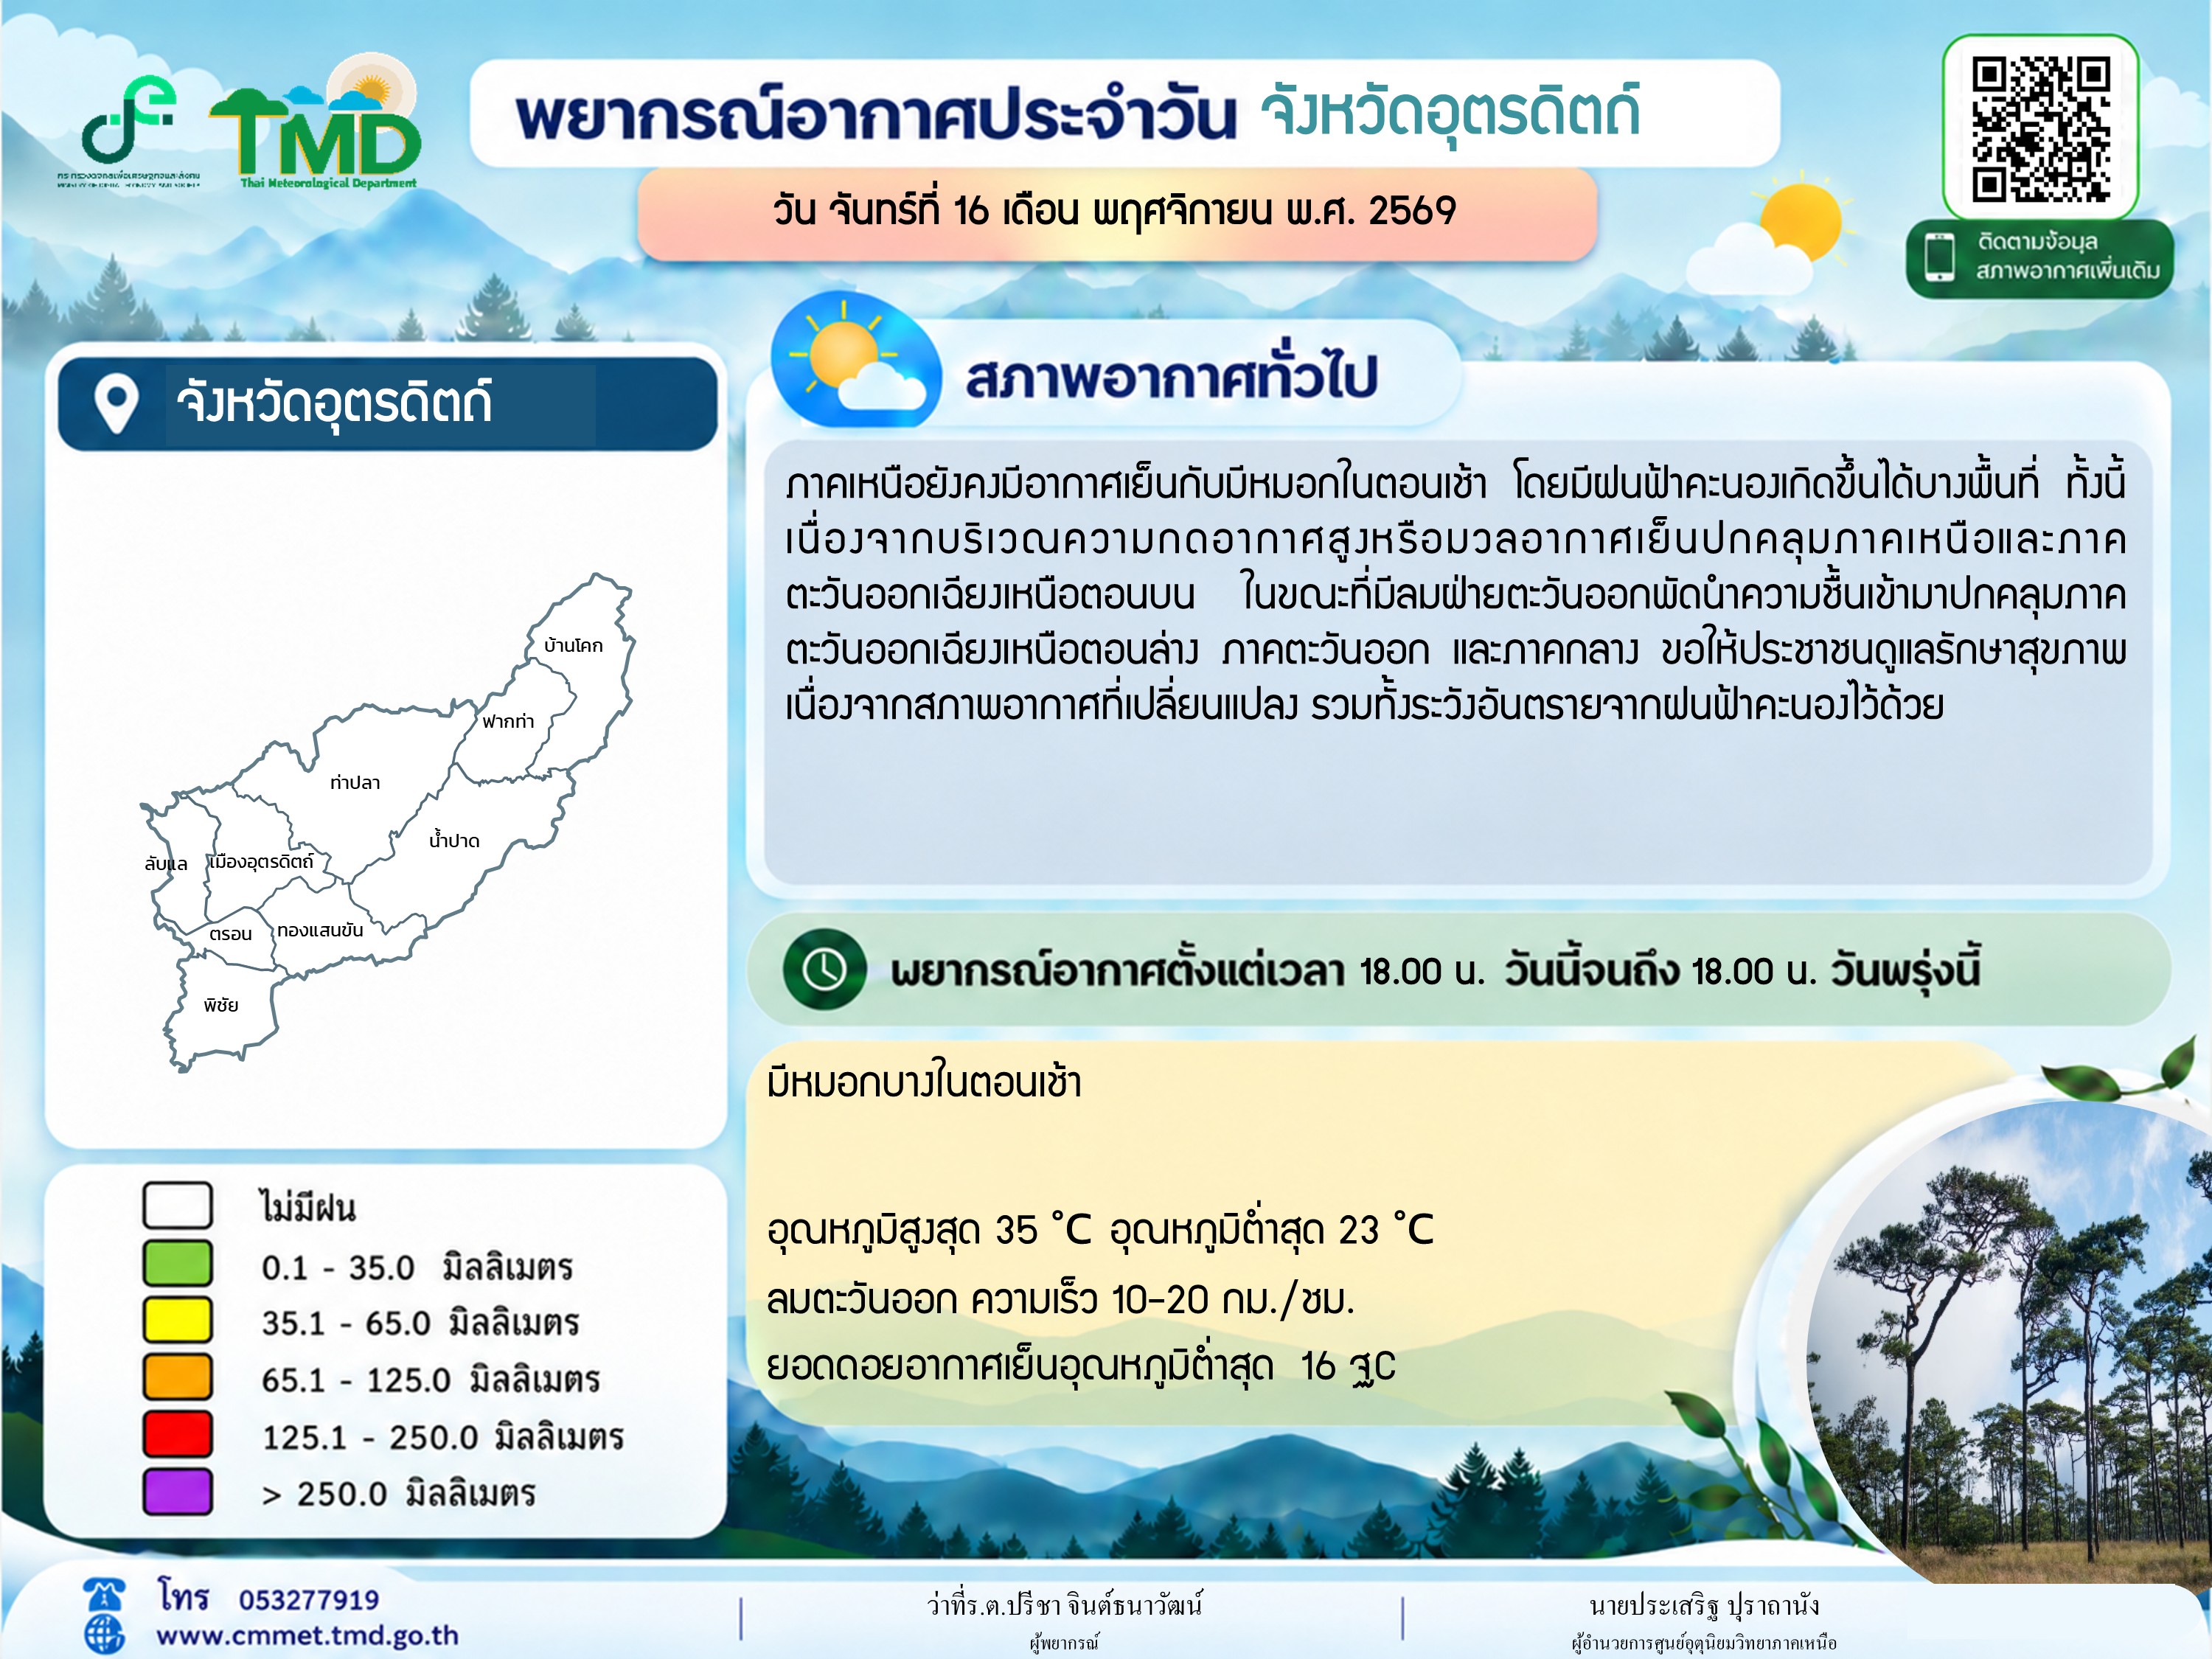 กระทรวงดิจิทัลเพื่อเศรษฐกิจและสังคม
MINISTRY OF DIGITAL ECONOMY AND SOCIETY
TMD
Thai Meteorological Department
พยากรณ์อากาศประจำวัน จังหวัดอุตรดิตถ์
วัน จันทร์ที่ 16 เดือน พฤศจิกายน พ.ศ. 2569
ติดตามข้อมูล
สภาพอากาศเพิ่มเติม
จังหวัดอุตรดิตถ์
บ้านโคก
ฟากท่า
ท่าปลา
น้ำปาด
ลับแล
เมืองอุตรดิตถ์
ตรอน
ทองแสนขัน
พิชัย
ไม่มีฝน
0.1 - 35.0 มิลลิเมตร
35.1 - 65.0 มิลลิเมตร
65.1 - 125.0 มิลลิเมตร
125.1 - 250.0 มิลลิเมตร
> 250.0 มิลลิเมตร
สภาพอากาศทั่วไป
ภาคเหนือยังคงมีอากาศเย็นกับมีหมอกในตอนเช้า โดยมีฝนฟ้าคะนองเกิดขึ้นได้บางพื้นที่ ทั้งนี้
เนื่องจากบริเวณความกดอากาศสูงหรือมวลอากาศเย็นปกคลุมภาคเหนือและภาค
ตะวันออกเฉียงเหนือตอนบน ในขณะที่มีลมฝ่ายตะวันออกพัดนำความชื้นเข้ามาปกคลุมภาค
ตะวันออกเฉียงเหนือตอนล่าง ภาคตะวันออก และภาคกลาง ขอให้ประชาชนดูแลรักษาสุขภาพ
เนื่องจากสภาพอากาศที่เปลี่ยนแปลง รวมทั้งระวังอันตรายจากฝนฟ้าคะนองไว้ด้วย
พยากรณ์อากาศตั้งแต่เวลา 18.00 น. วันนี้จนถึง 18.00 น. วันพรุ่งนี้
มีหมอกบางในตอนเช้า
อุณหภูมิสูงสุด 35 °C อุณหภูมิต่ำสุด 23 °C
ลมตะวันออก ความเร็ว 10-20 กม./ชม.
ยอดดอยอากาศเย็นอุณหภูมิต่ำสุด 16 ฐC
โทร 053277919
www.cmmet.tmd.go.th
ว่าที่ร.ต.ปรีชา จินต์ธนาวัฒน์
ผู้พยากรณ์
นายประเสริฐ ปุราถานัง
ผู้อำนวยการศูนย์อุตุนิยมวิทยาภาคเหนือ